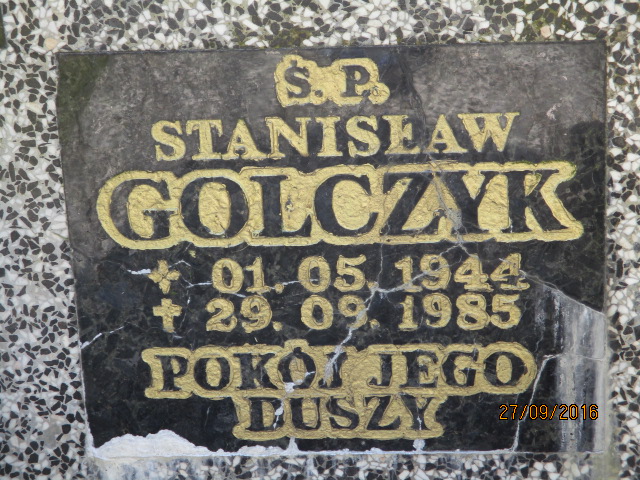 Ś.P.
STANISŁAW
GOLCZYK
01.05.1944
29.09.1985
POKÓJ JEGO
DUSZY
27/09/2016